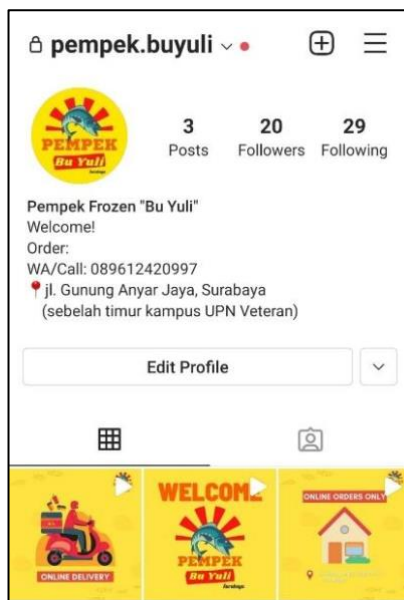 pempek.buyuli
PEMPEK
Bu Yuli
Surabaya
3 20 29
Posts Followers Following
Pempek Frozen "Bu Yuli"
Welcome!
Order:
WA/Call: 089612420997
jl. Gunung Anyar Jaya, Surabaya
(sebelah timur kampus UPN Veteran)
Edit Profile
ONLINE DELIVERY
WELCOME
PEMPEK
Bu Yuli
Surabaya
ONLINE ORDERS ONLY